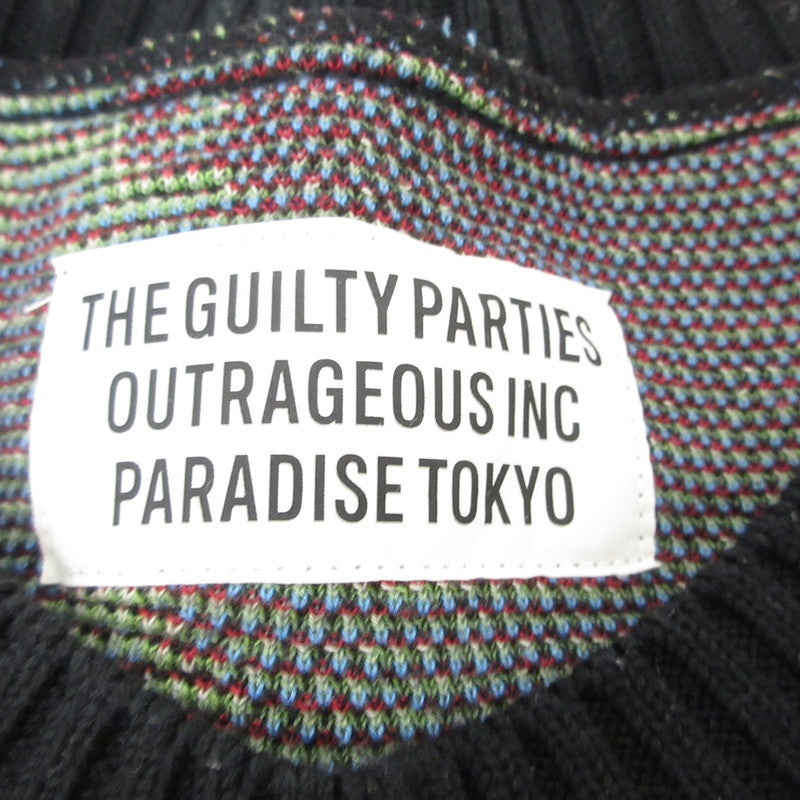 THE GUILTY PARTIES
OUTRAGEOUS INC
PARADISE TOKYO